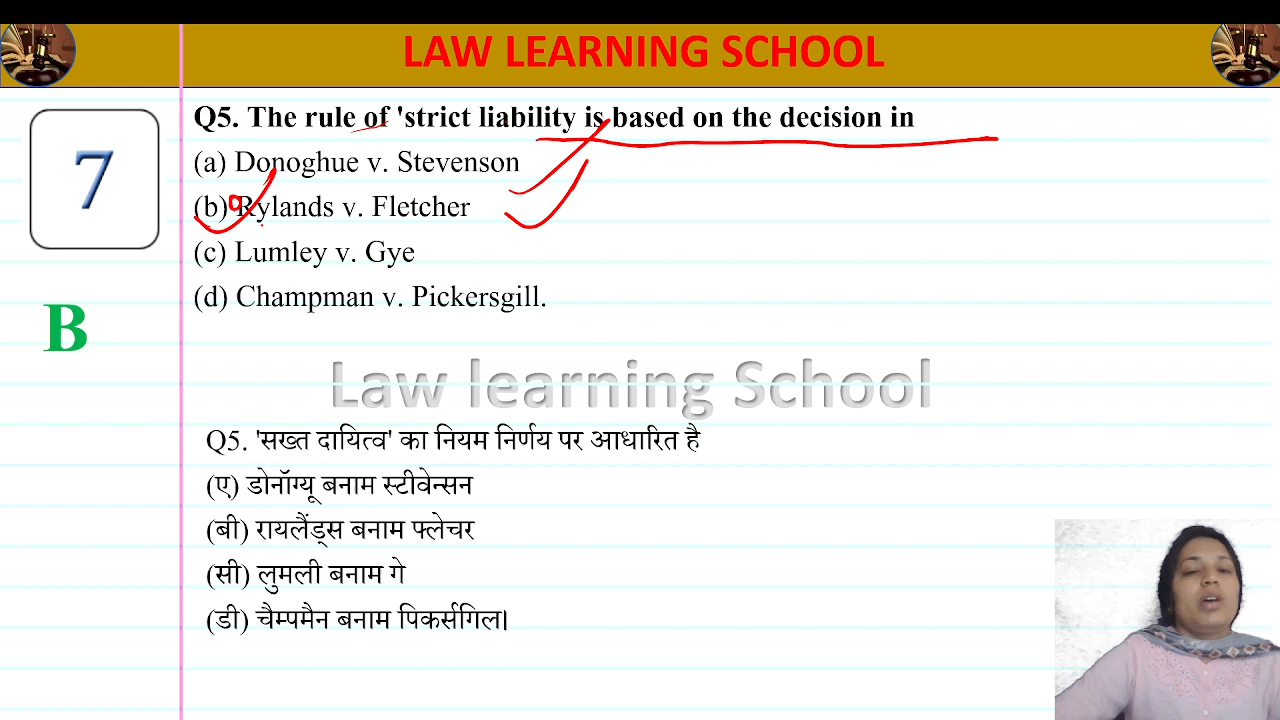 LAW LEARNING SCHOOL
7
B
Q5. The rule of 'strict liability is based on the decision in
(a) Donoghue v. Stevenson
(b) Rylands v. Fletcher
(c) Lumley v. Gye
(d) Champman v. Pickersgill.
Law learning School
Q5. 'सख्त दायित्व' का नियम निर्णय पर आधारित है
(ए) डोनॉग्यू बनाम स्टीवेन्सन
(बी) रायलैंड्स बनाम फ्लेचर
(सी) लुमली बनाम गे
(डी) चैम्पमैन बनाम पिकर्सगिल।